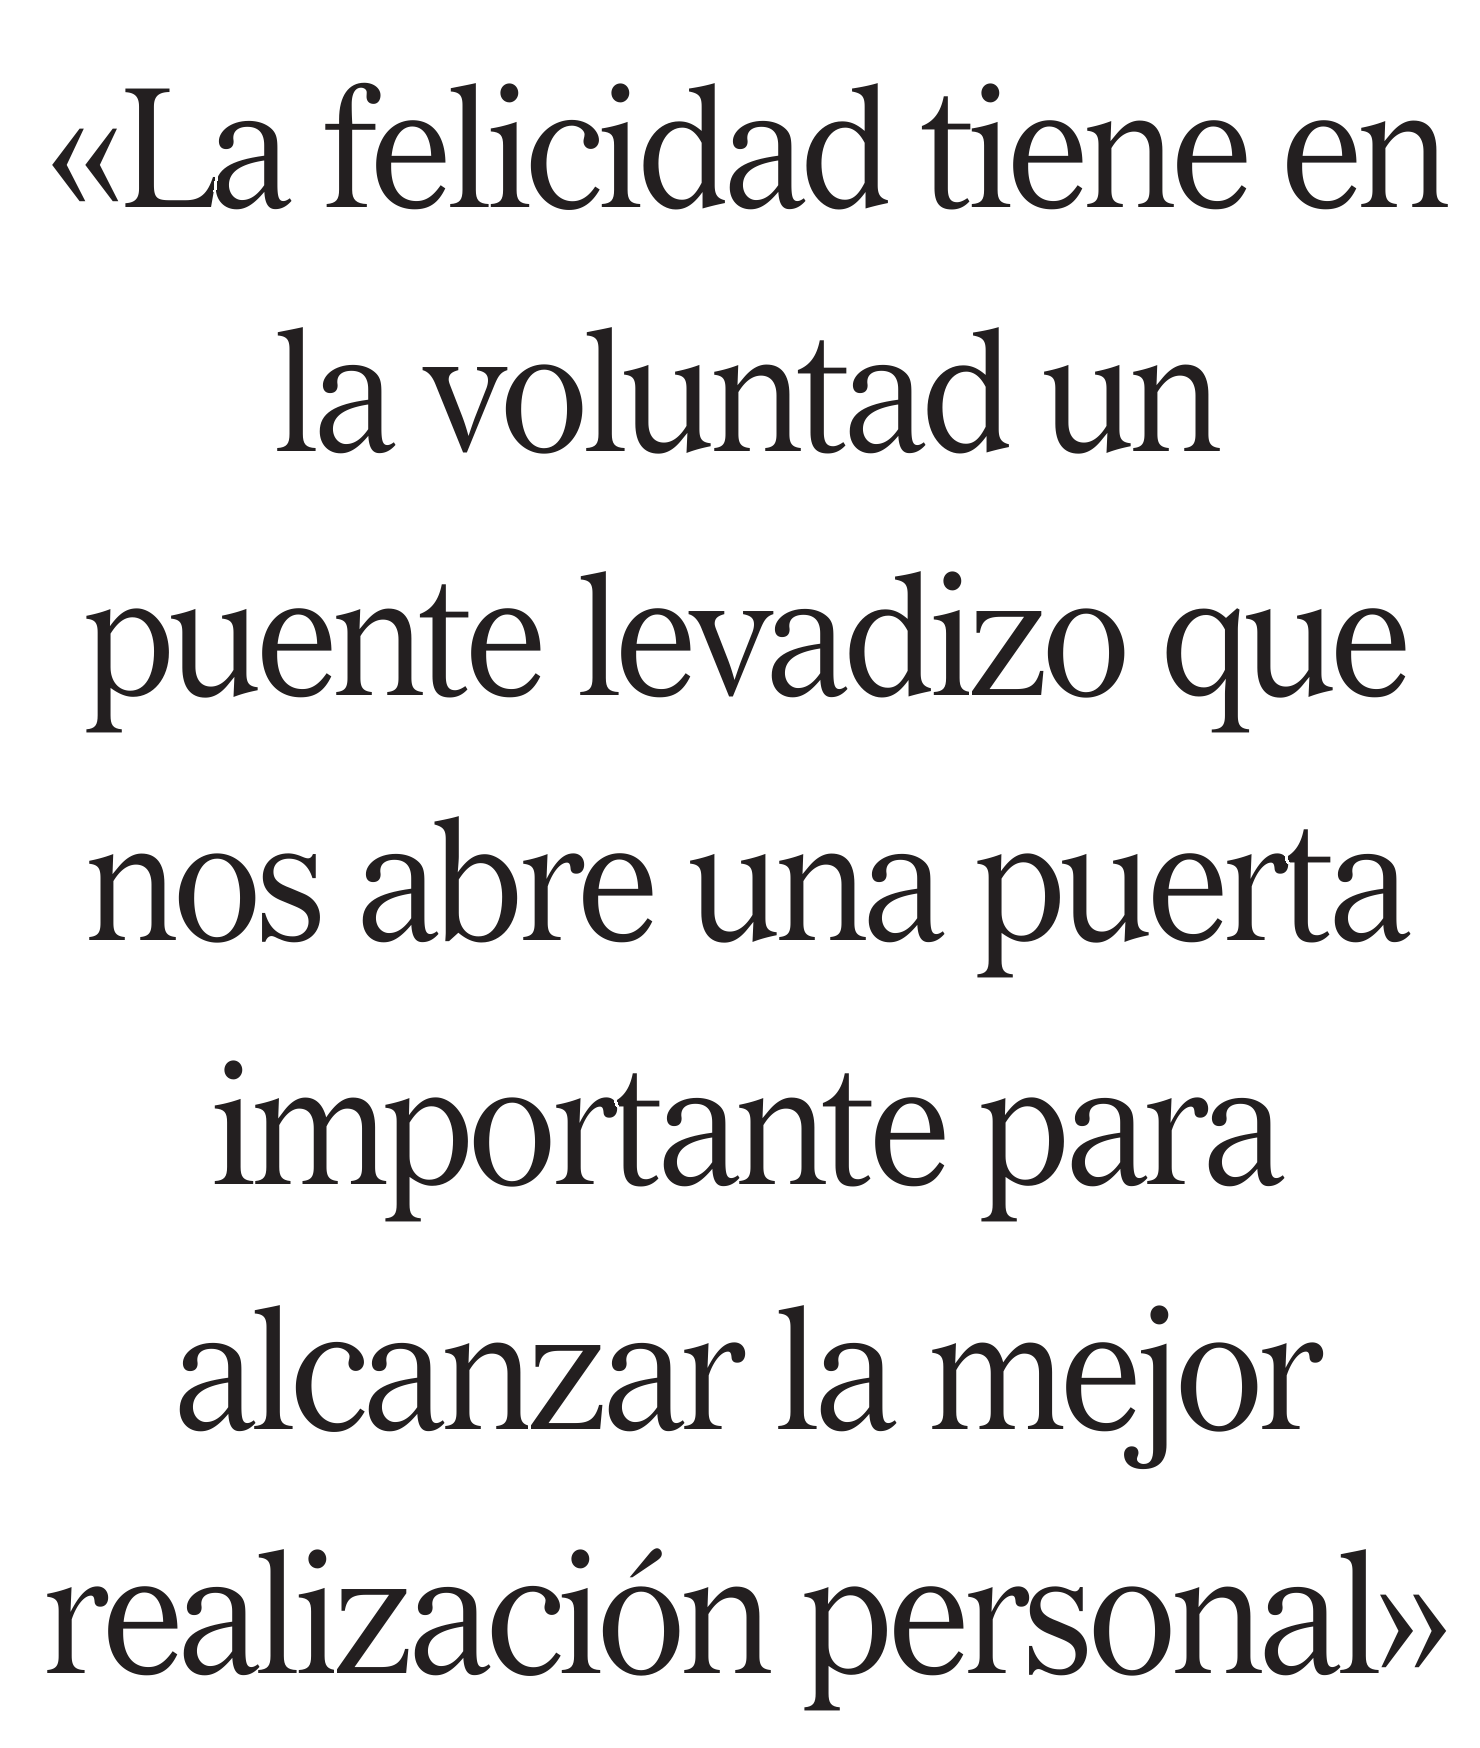 «La felicidad tiene en
la voluntad un
puente levadizo que
nos abre una puerta
importante para
alcanzar la mejor
realización personal»